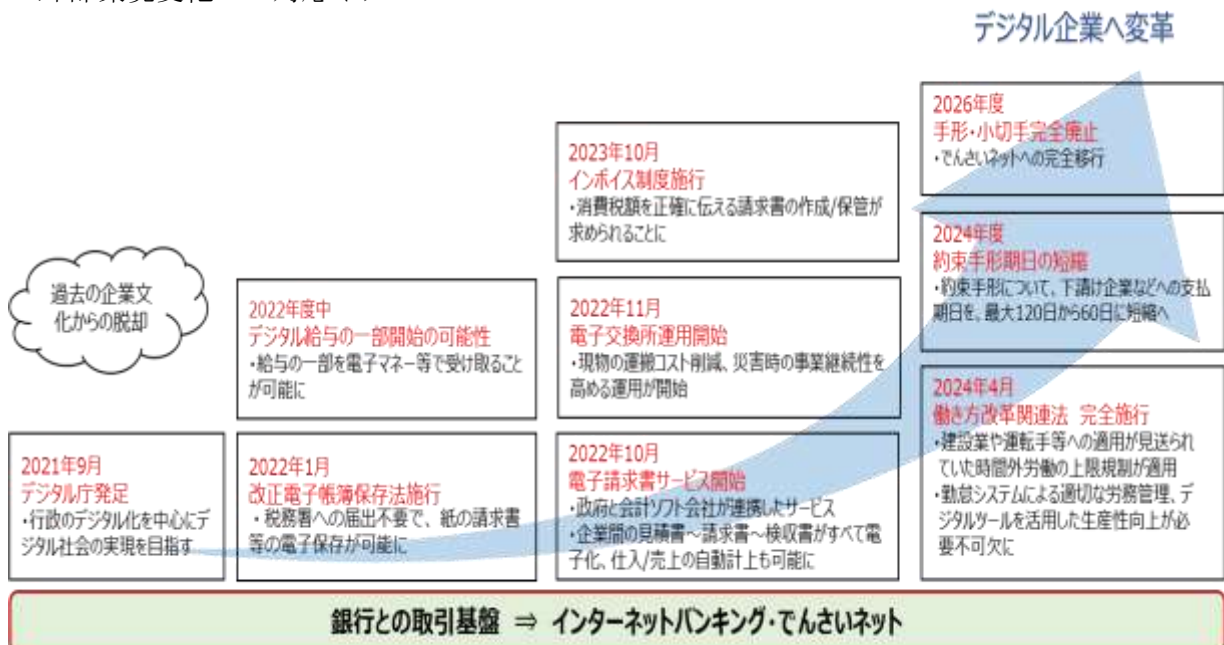 デジタル企業へ変革
2026年度
手形・小切手完全廃止
・でんさいネットへの完全移行
2023年10月
インボイス制度施行
・消費税額を正確に伝える請求書の作成/保管が
求められることに
2024年度
約束手形期日の短縮
・約束手形について、下請け企業などへの支払
期日を、最大120日から60日に短縮へ
過去の企業文
化からの脱却
2022年度中
デジタル給与の一部開始の可能性
・給与の一部を電子マネー等で受け取ること
が可能に
2022年11月
電子交換所運用開始
・現物の運搬コスト削減、災害時の事業継続性を
高める運用が開始
2024年4月
働き方改革関連法 完全施行
・建設業や運転手等への適用が見送られ
ていた時間外労働の上限規制が適用
・勤怠システムによる適切な労務管理、デ
ジタルツールを活用した生産性向上が必
要不可欠に
2021年9月
デジタル庁発足
・行政のデジタル化を中心にデ
ジタル社会の実現を目指す
2022年1月
改正電子帳簿保存法施行
・税務署への届出不要で、紙の請求書
等の電子保存が可能に
2022年10月
電子請求書サービス開始
・政府と会計ソフト会社が連携したサービス
・企業間の見積書～請求書～検収書がすべて電
子化、仕入/売上の自動計上も可能に
銀行との取引基盤 ⇒ インターネットバンキング・でんさいネット